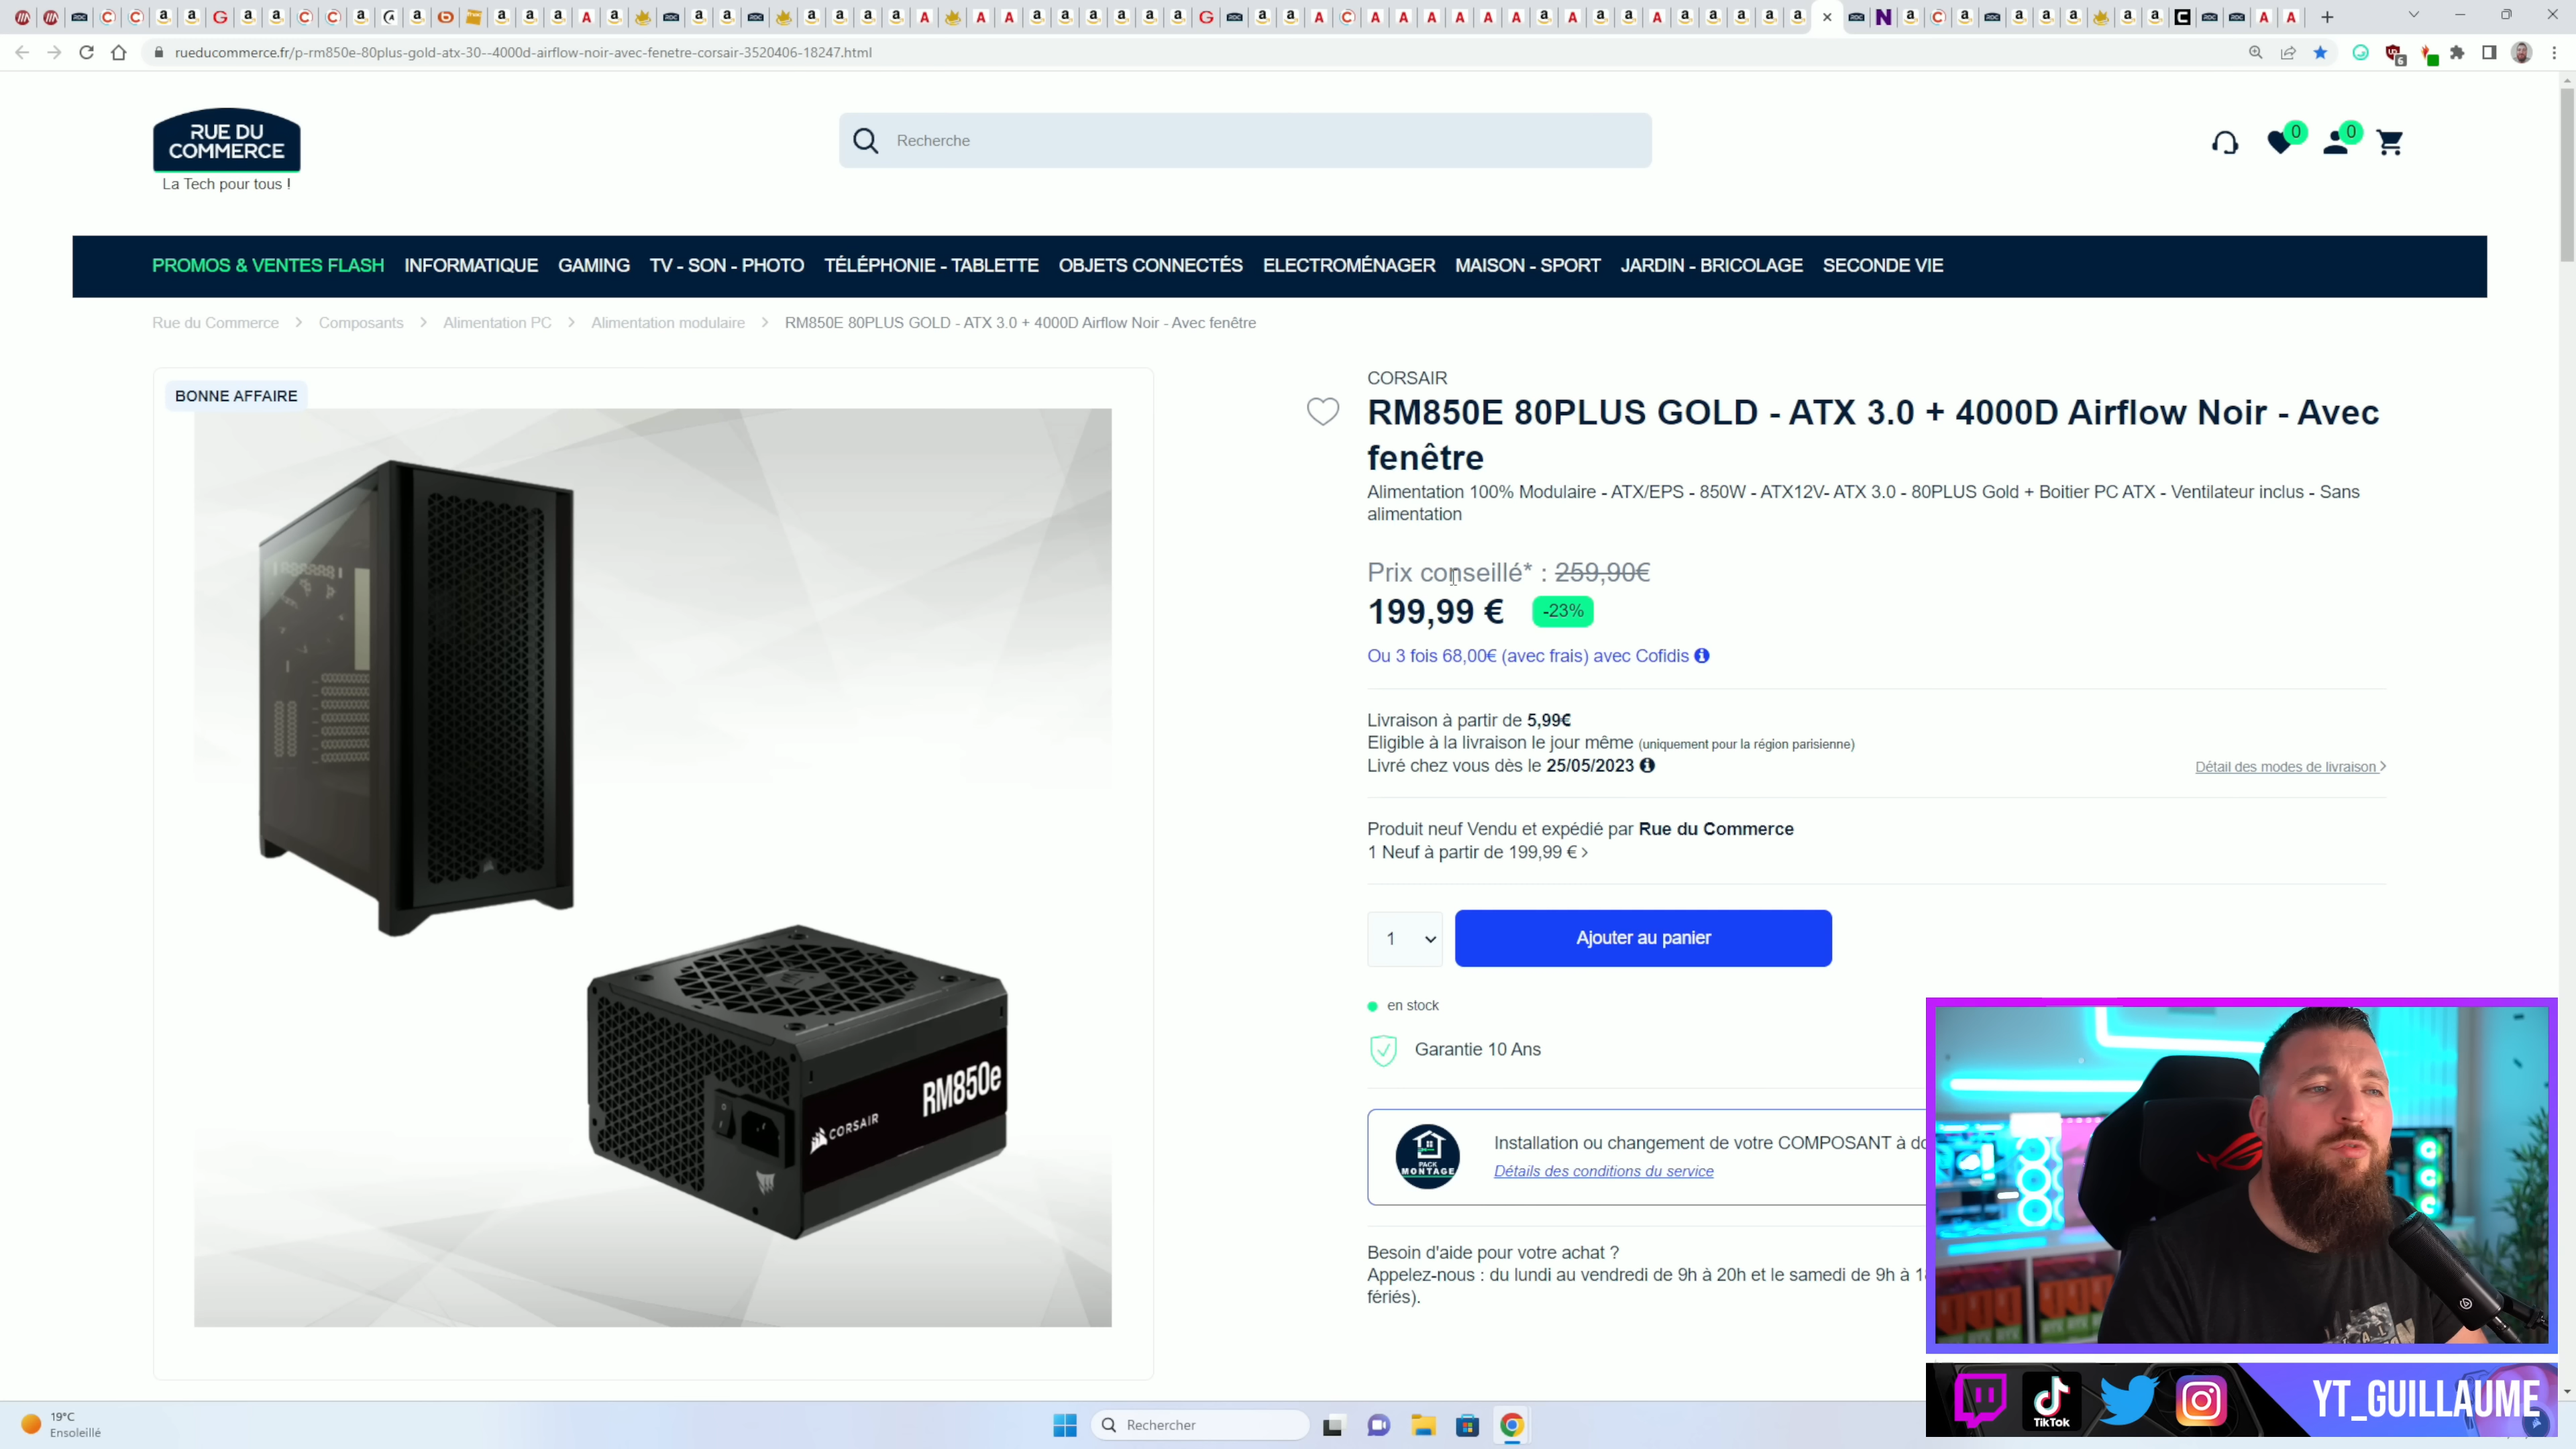 rueducommerce.fr/p-rm850e-80plus-gold-atx-30--4000d-airflow-noir-avec-fenetre-corsair-3520406-18247.html
6
RUE DU
COMMERCE
La Tech pour tous !
Recherche
0
0
PROMOS & VENTES FLASH INFORMATIQUE GAMING TV - SON - PHOTO TÉLÉPHONIE - TABLETTE OBJETS CONNECTÉS ELECTROMÉNAGER MAISON - SPORT JARDIN - BRICOLAGE SECONDE VIE
Rue du Commerce > Composants > Alimentation PC > Alimentation modulaire > RM850E 80PLUS GOLD - ATX 3.0 + 4000D Airflow Noir - Avec fenêtre
BONNE AFFAIRE
CORSAIR
RM850e
CORSAIR
RM850E 80PLUS GOLD - ATX 3.0 + 4000D Airflow Noir - Avec
fenêtre
Alimentation 100% Modulaire - ATX/EPS - 850W - ATX12V- ATX 3.0 - 80PLUS Gold + Boitier PC ATX - Ventilateur inclus - Sans
alimentation
Prix conseillé* : 259,90€
199,99 € -23%
Ou 3 fois 68,00€ (avec frais) avec Cofidis
Livraison à partir de 5,99€
Eligible à la livraison le jour même (uniquement pour la région parisienne)
Livré chez vous dès le 25/05/2023
Détail des modes de livraison >
Produit neuf Vendu et expédié par Rue du Commerce
1 Neuf à partir de 199,99 € >
1
Ajouter au panier
en stock
Garantie 10 Ans
PACK
MONTAGE
Installation ou changement de votre COMPOSANT à do
Détails des conditions du service
Besoin d'aide pour votre achat ?
Appelez-nous : du lundi au vendredi de 9h à 20h et le samedi de 9h à 1
fériés).
TikTok
YT_GUILLAUME
19°C
Ensoleillé
Rechercher